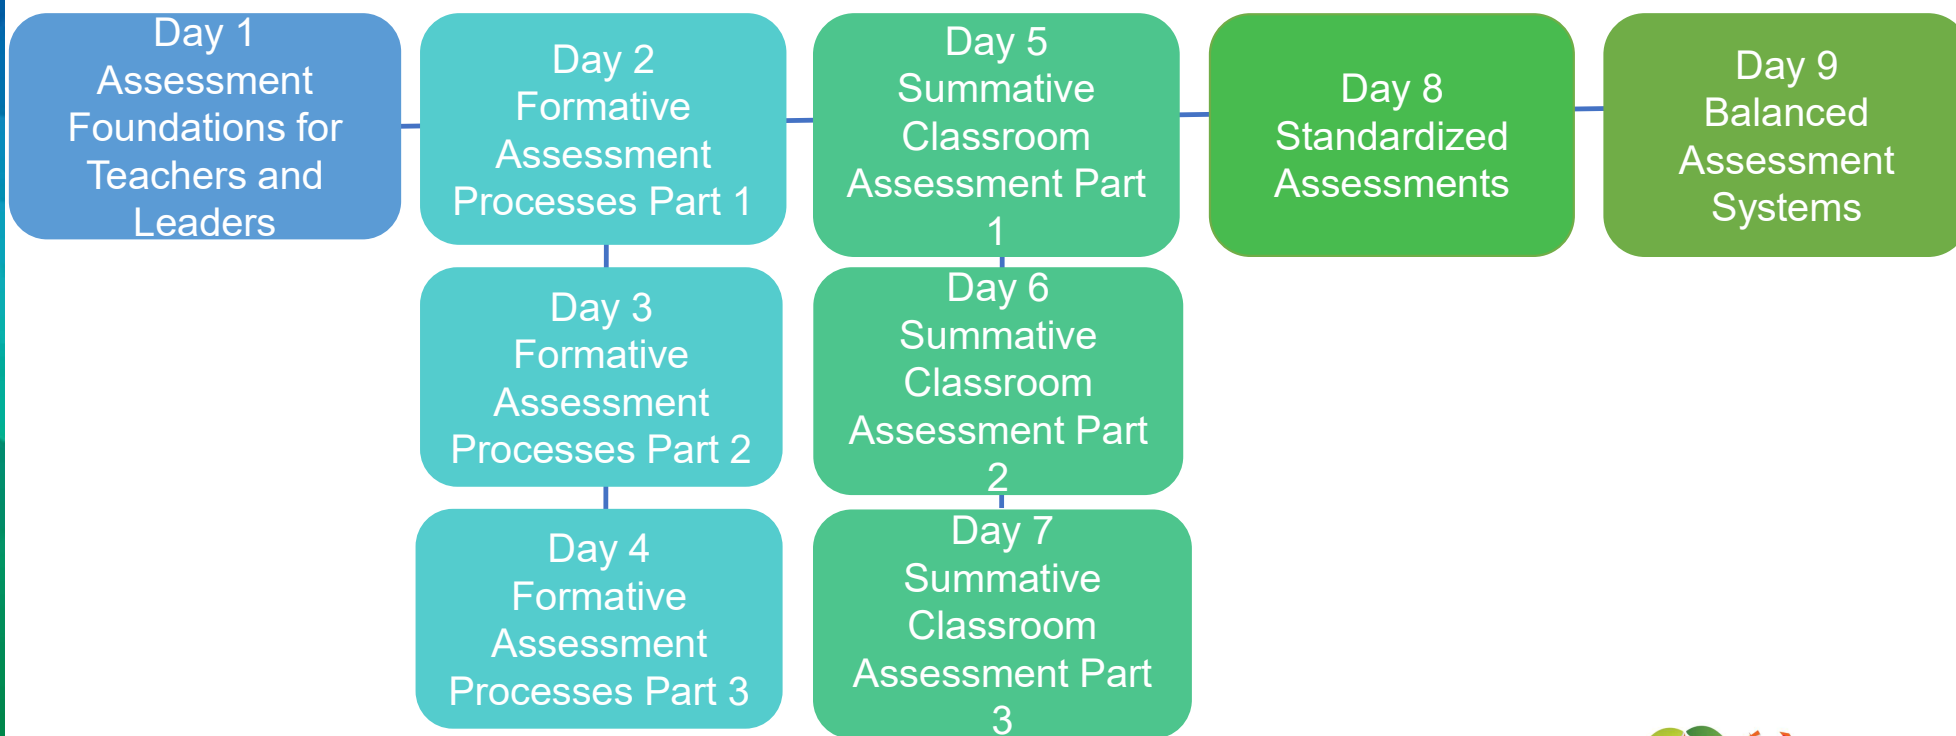 Day 1
Assessment
Foundations for
Teachers and
Leaders
Day 2
Formative
Assessment
Processes Part 1
Day 5
Summative
Classroom
Assessment Part
1
Day 8
Standardized
Assessments
Day 9
Balanced
Assessment
Systems
Day 3
Formative
Assessment
Processes Part 2
Day 6
Summative
Classroom
Assessment Part
2
Day 4
Formative
Assessment
Processes Part 3
Day 7
Summative
Classroom
Assessment Part
3